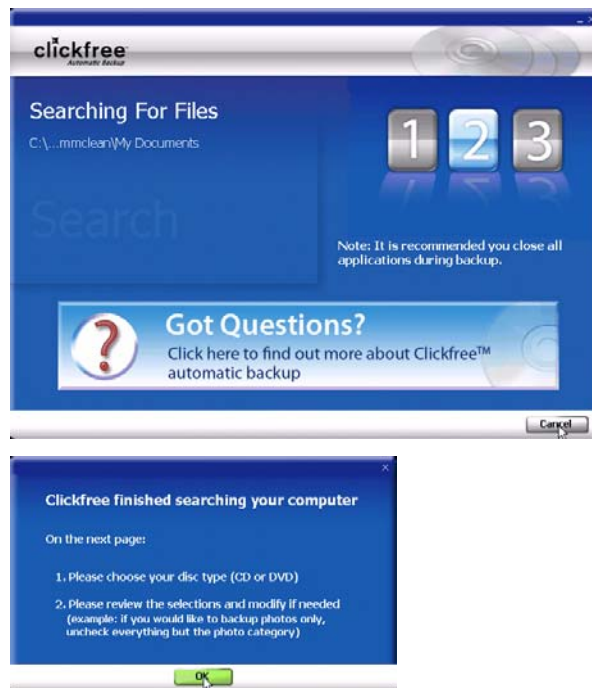 clickfree
Automatic Backup
Searching For Files
C:\...mmclean\My Documents
1 2 3
Search
Note: It is recommended you close all
applications during backup.
?
Got Questions?
Click here to find out more about Clickfree™
automatic backup
Cancel
Clickfree finished searching your computer
On the next page:
1. Please choose your disc type (CD or DVD)
2. Please review the selections and modify if needed
(example: if you would like to backup photos only,
uncheck everything but the photo category)
OK